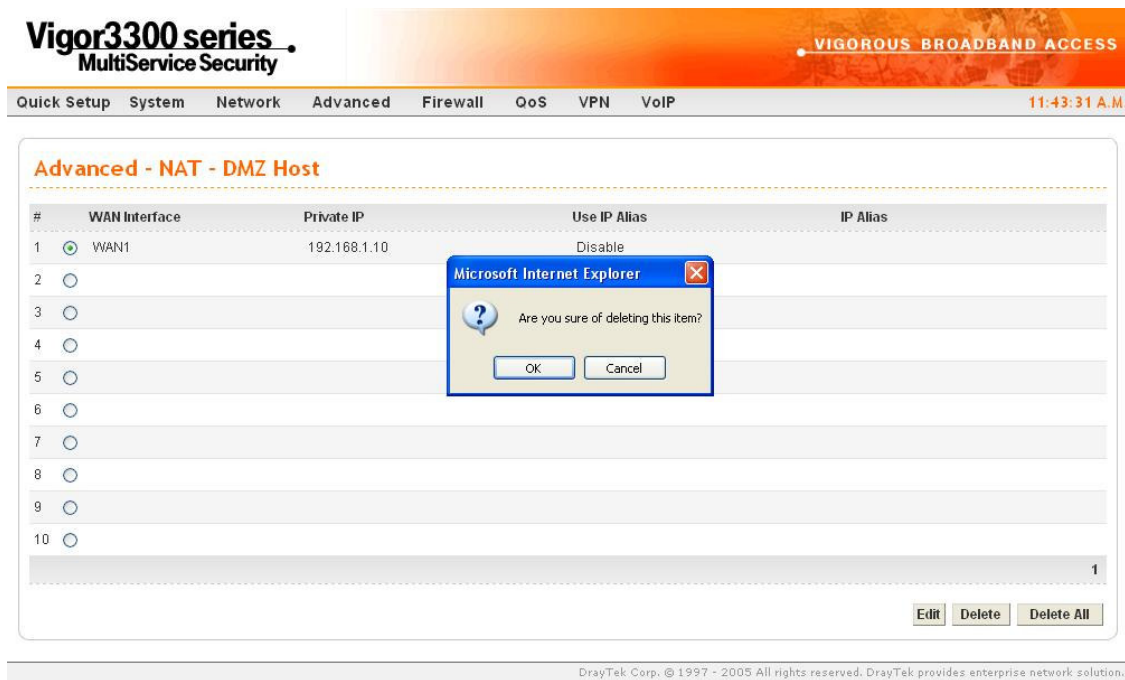 Vigor3300 series
MultiService Security
VIGOROUS BROADBAND ACCESS
Quick Setup System Network Advanced Firewall QoS VPN VoIP 11:43:31 A.M
Advanced - NAT - DMZ Host
# WAN Interface Private IP Use IP Alias IP Alias
1 WAN1 192.168.1.10 Disable
Microsoft Internet Explorer
Are you sure of deleting this item?
OK Cancel
2
3
4
5
6
7
8
9
10
1
Edit Delete Delete All
DrayTek Corp. © 1997 - 2005 All rights reserved. DrayTek provides enterprise network solution.